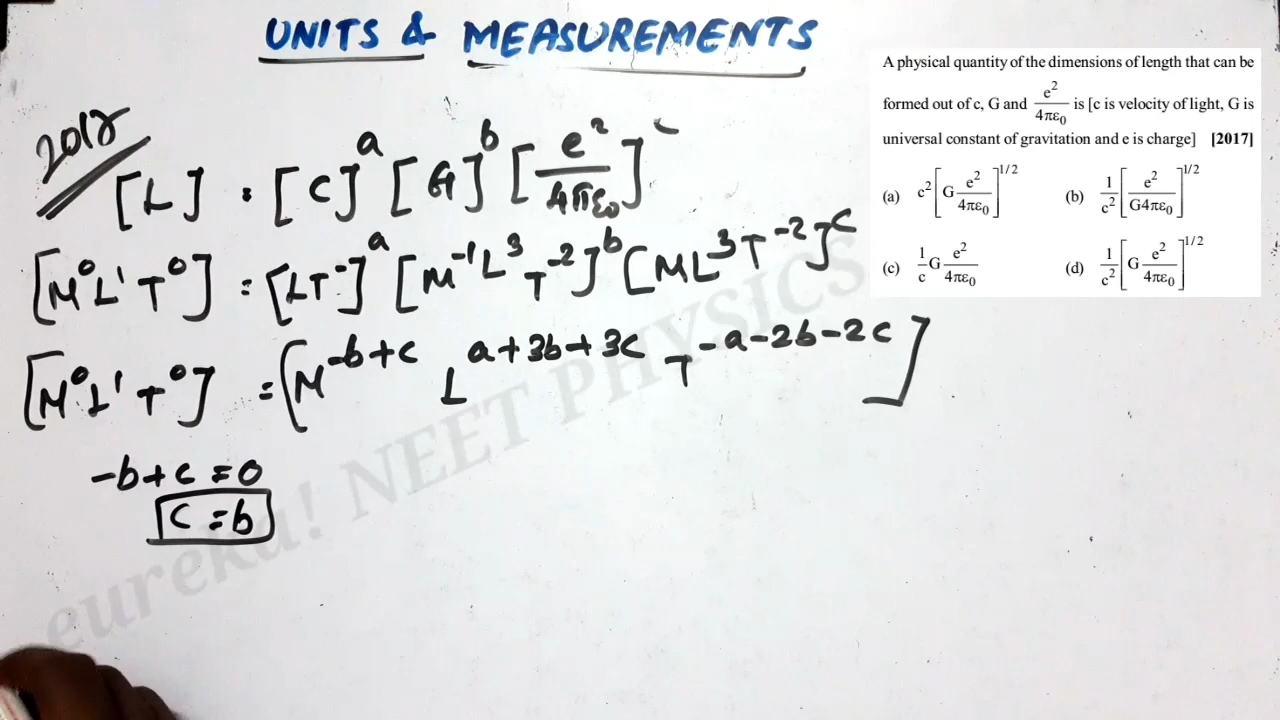 UNITS & MEASUREMENTS
A physical quantity of the dimensions of length that can be
formed out of c, G and e²/4πε₀ is [c is velocity of light, G is
universal constant of gravitation and e is charge] [2017]
(a) c²[G e²/4πε₀]^1/2
(b) 1/c² [e²/G4πε₀]^1/2
(c) 1/c G e²/4πε₀
(d) 1/c² [G e²/4πε₀]^1/2
[L] = [C]^a [G]^b [e²/4πε₀]^c
[M⁰L¹T⁰] = [LT⁻]^a [M⁻¹L³T⁻²]^b [ML³T⁻²]^c
[M⁰L¹T⁰] = [M^-b+c L^a+3b+3c T^-a-2b-2c]
-b+c=0
c=b
eureka! NEET PHYSICS